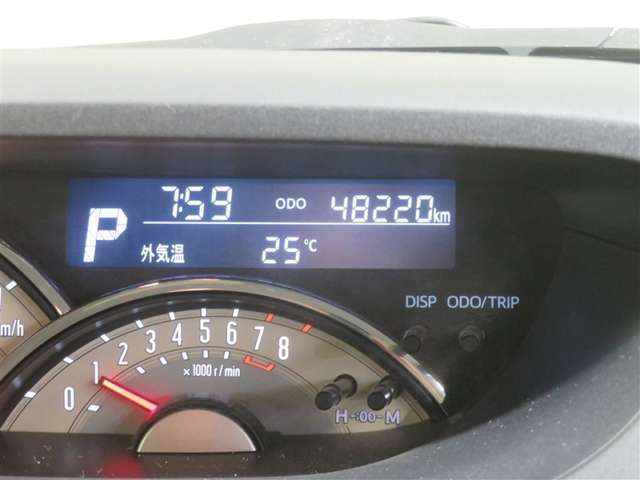 7:59 ODO 48220km
P
外気温 25℃
DISP ODO/TRIP
m/h
0 1 2 3 4 5 6 7 8
×1000 r/min
H-:00-M